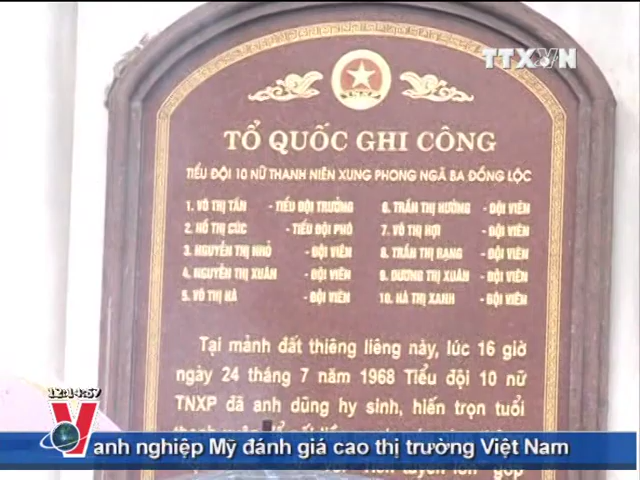 TTXVN
TỔ QUỐC GHI CÔNG
TIỂU ĐỘI 10 NỮ THANH NIÊN XUNG PHONG NGÃ BA ĐỒNG LỘC
1. VÕ THỊ TẦN - TIỂU ĐỘI TRƯỞNG
2. HỒ THỊ CÚC - TIỂU ĐỘI PHÓ
3. NGUYỄN THỊ NHỎ - ĐỘI VIÊN
4. NGUYỄN THỊ XUÂN - ĐỘI VIÊN
5. VÕ THỊ HÀ - ĐỘI VIÊN
6. TRẦN THỊ HƯỜNG - ĐỘI VIÊN
7. VÕ THỊ HỢI - ĐỘI VIÊN
8. TRẦN THỊ RẠNG - ĐỘI VIÊN
9. DƯƠNG THỊ XUÂN - ĐỘI VIÊN
10. HÀ THỊ XANH - ĐỘI VIÊN
Tại mảnh đất thiêng liêng này, lúc 16 giờ
ngày 24 tháng 7 năm 1968 Tiểu đội 10 nữ
TNXP đã anh dũng hy sinh, hiến trọn tuổi
12:14:57
V
anh nghiệp Mỹ đánh giá cao thị trường Việt Nam